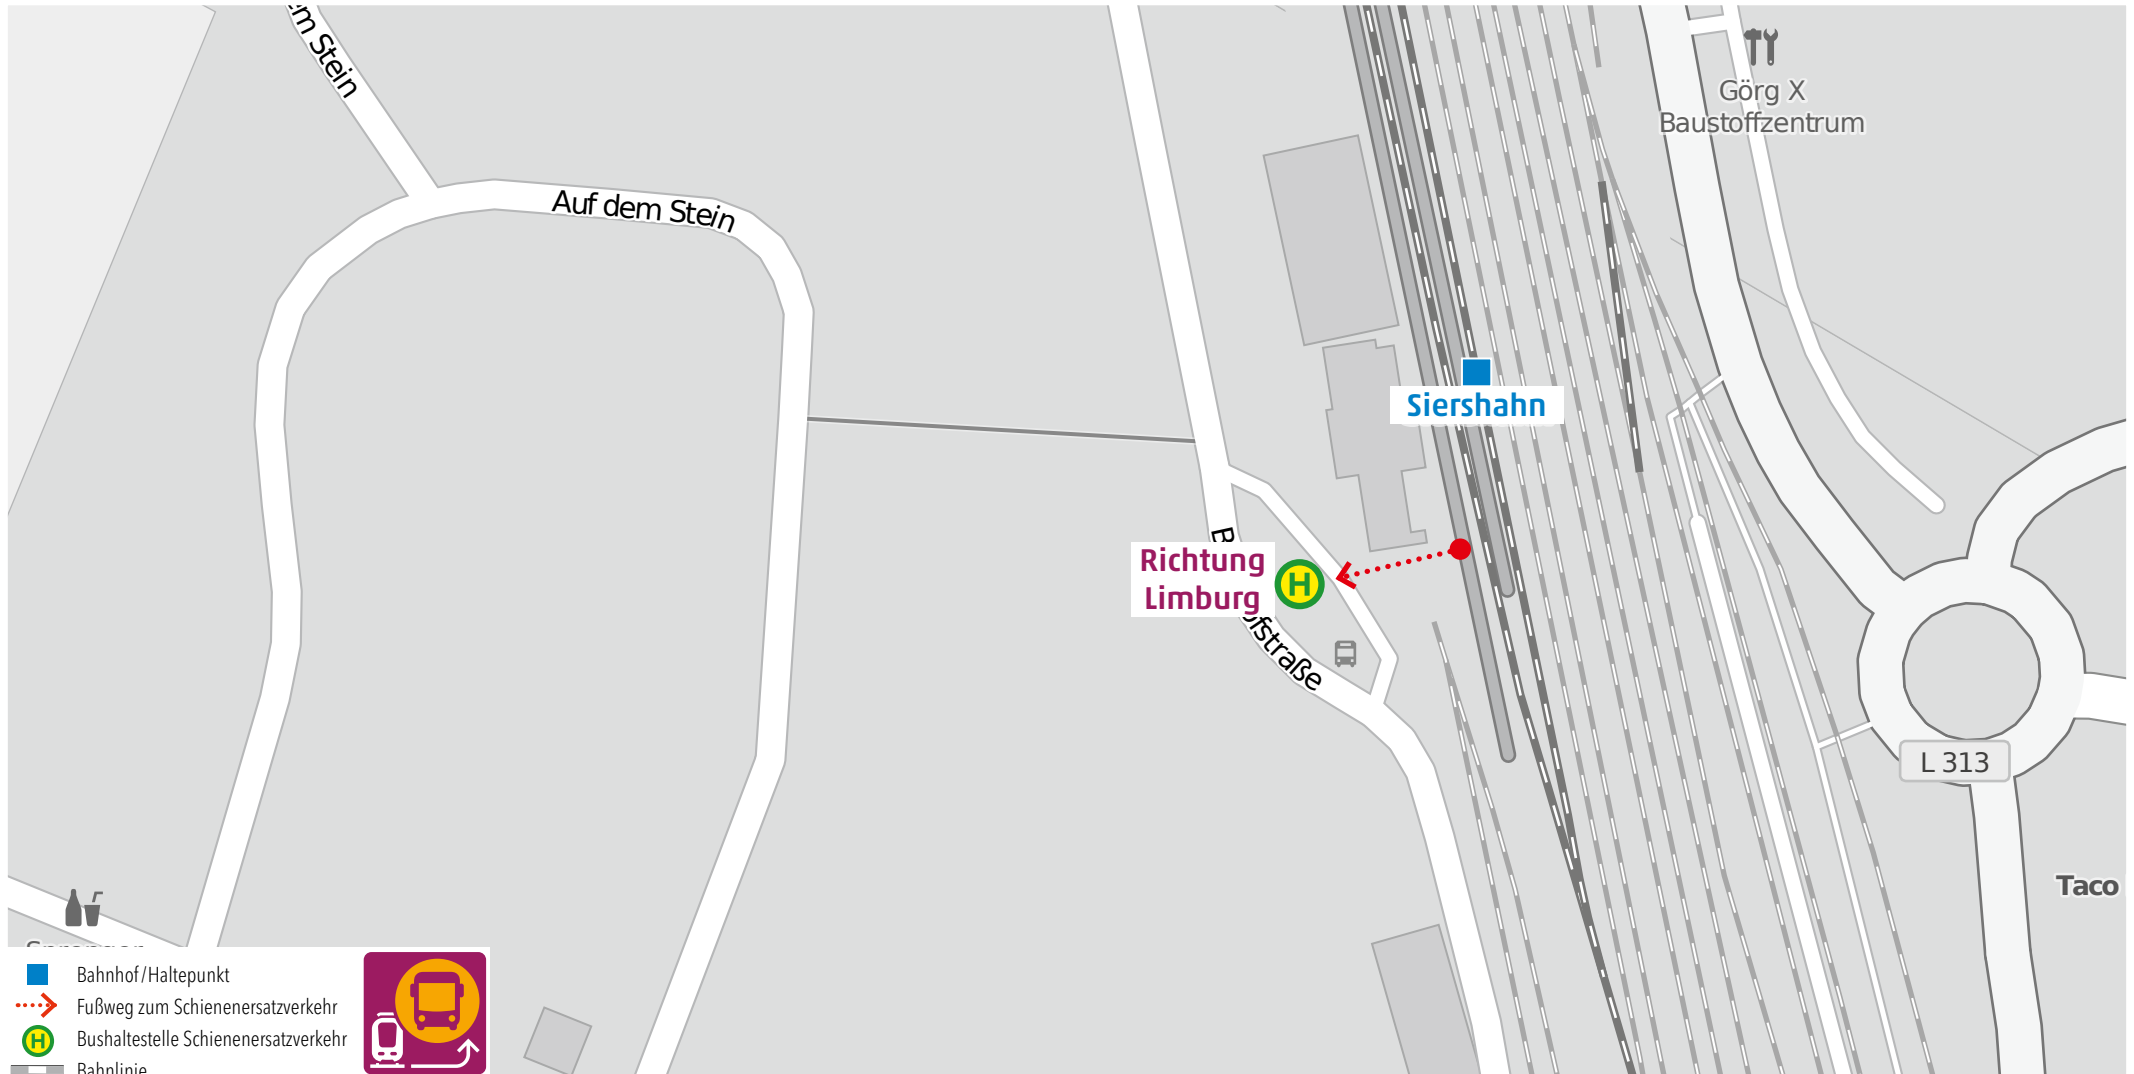 em Stein
Auf dem Stein
Görg X
Baustoffzentrum
Siershahn
Richtung
Limburg
H
L 313
Taco
Bahnhof/Haltepunkt
Fußweg zum Schienenersatzverkehr
H
Bushaltestelle Schienenersatzverkehr
Bahnlinie